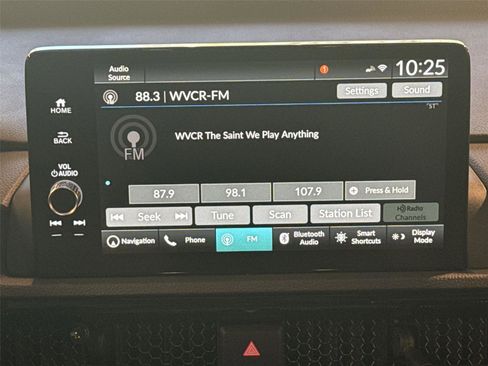 Audio
Source
1
10:25
88.3 | WVCR-FM
Settings
Sound
"ST"
HOME
BACK
VOL
AUDIO
FM
WVCR The Saint We Play Anything
87.9
98.1
107.9
Press & Hold
Seek
Tune
Scan
Station List
HD Radio
Channels
Navigation
Phone
FM
Bluetooth
Audio
Smart
Shortcuts
Display
Mode